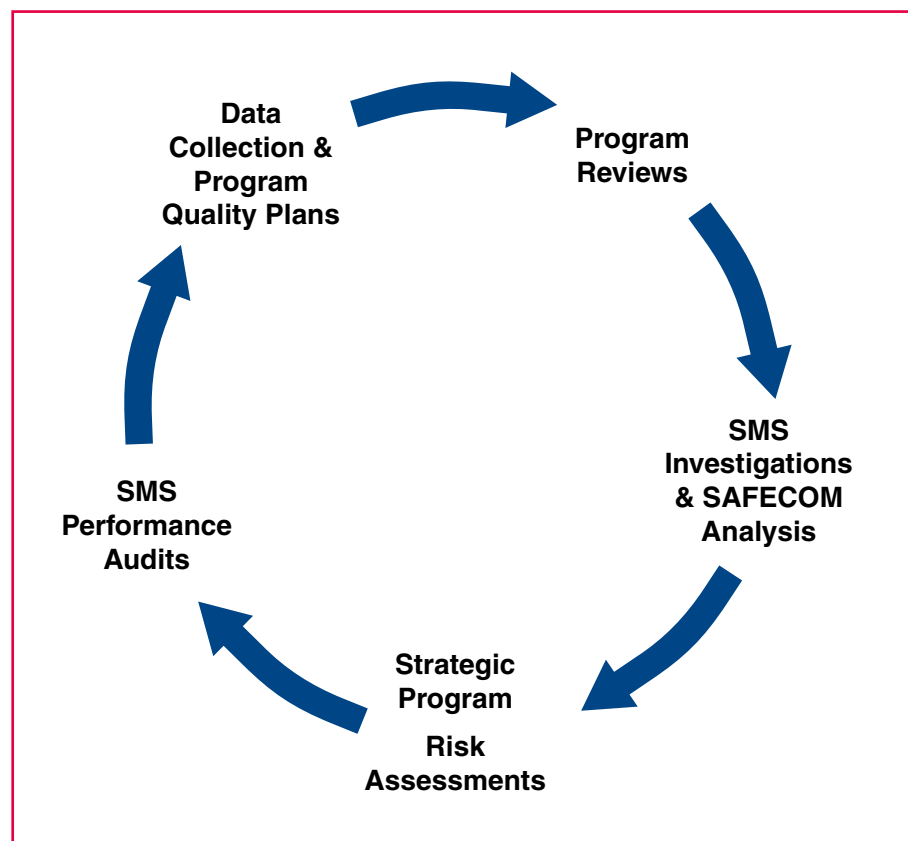 Data
Collection &
Program
Quality Plans
Program
Reviews
SMS
Investigations
& SAFECOM
Analysis
Strategic
Program
Risk
Assessments
SMS
Performance
Audits